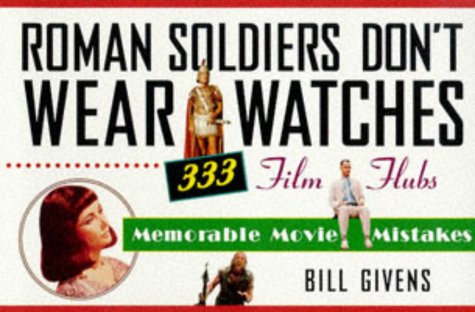 ROMAN SOLDIERS DON'T
WEAR WATCHES
333 Film Flubs
Memorable Movie Mistakes
BILL GIVENS